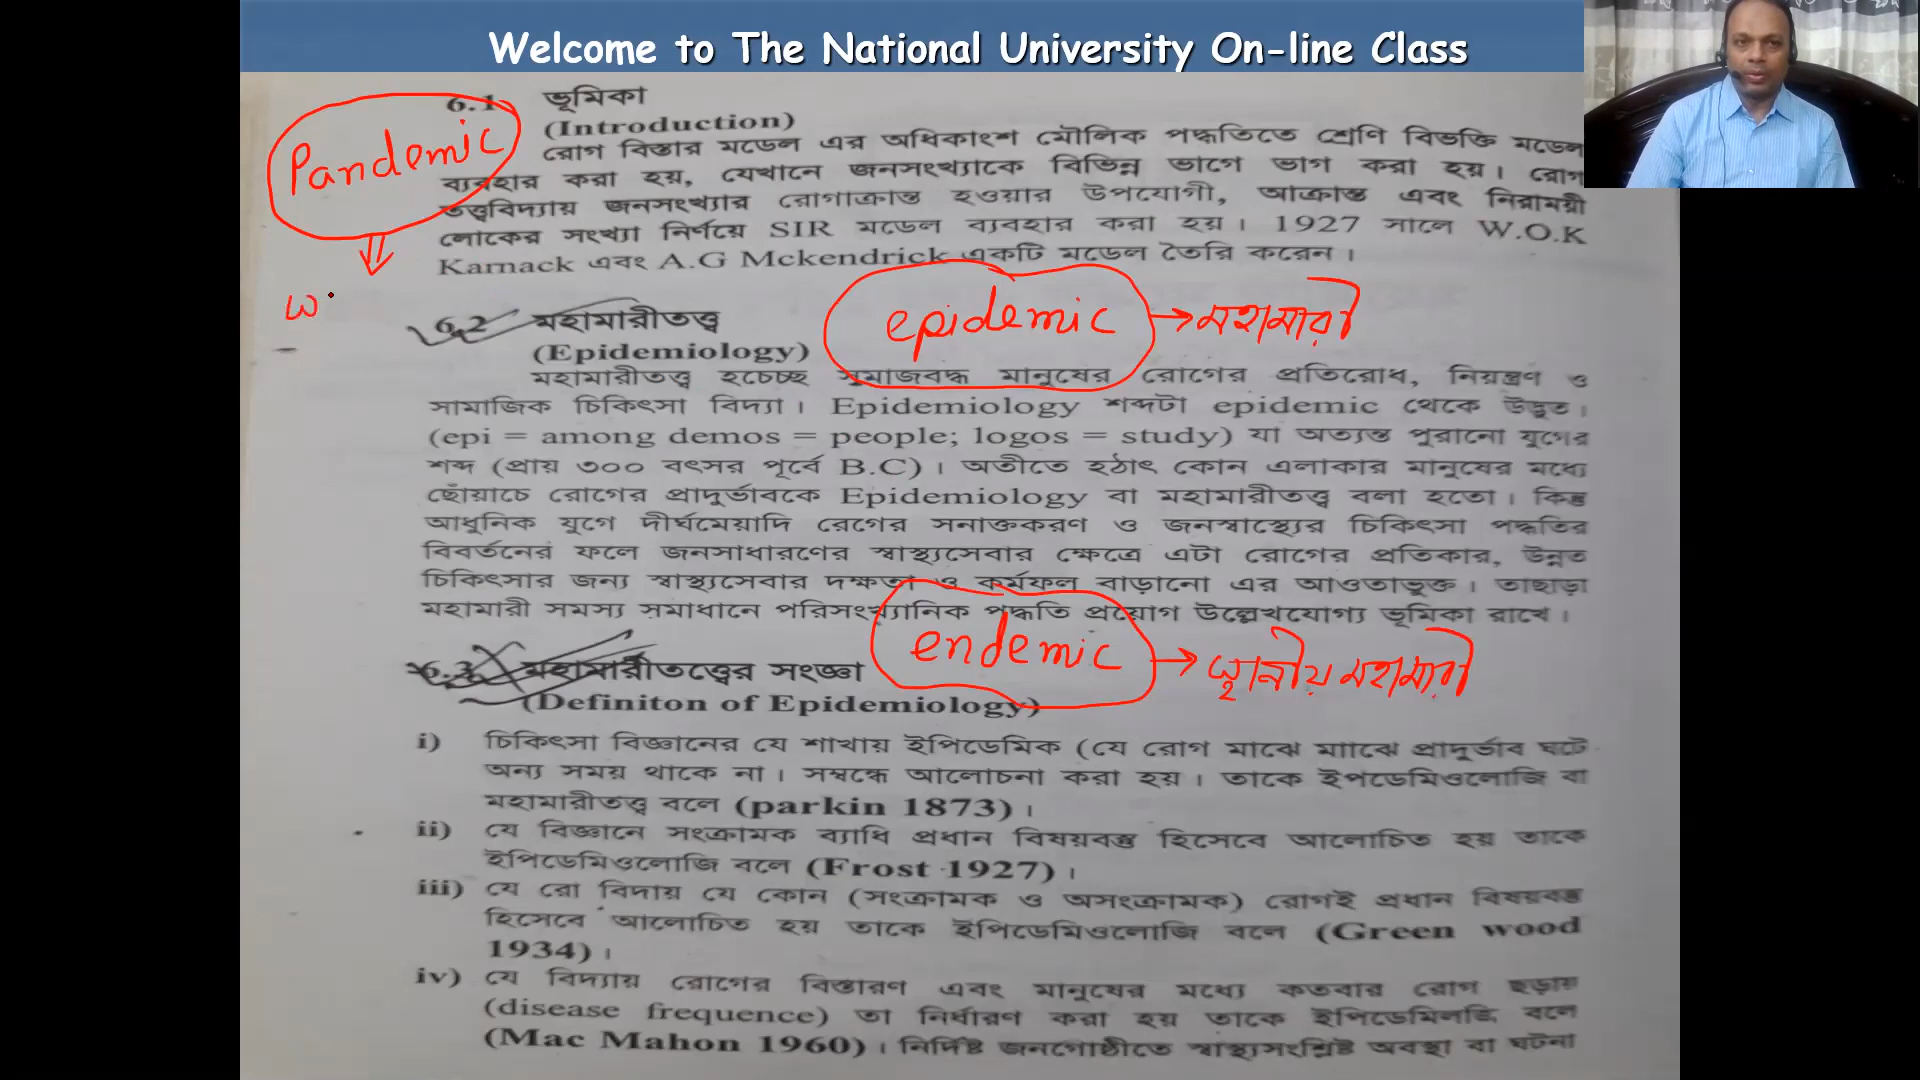 Welcome to The National University On-line Class
6.1 ভূমিকা
(Introduction)
Pandemic
রোগ বিস্তার মডেল এর অধিকাংশ মৌলিক পদ্ধতিতে শ্রেণি বিভক্তি মডেল
ব্যবহার করা হয়, যেখানে জনসংখ্যাকে বিভিন্ন ভাগে ভাগ করা হয়। রোগ
তত্ত্ববিদ্যায় জনসংখ্যার রোগাক্রান্ত হওয়ার উপযোগী, আক্রান্ত এবং নিরাময়ী
লোকের সংখ্যা নির্ণয়ে SIR মডেল ব্যবহার করা হয়। 1927 সালে W.O.K
Karnack এবং A.G Mckendrick একটি মডেল তৈরি করেন।
W
6.2 মহামারীতত্ত্ব
epidemic → মহামারী
(Epidemiology)
মহামারীতত্ত্ব হচেচ্ছ সমাজবদ্ধ মানুষের রোগের প্রতিরোধ, নিয়ন্ত্রণ ও
সামাজিক চিকিৎসা বিদ্যা। Epidemiology শব্দটা epidemic থেকে উদ্ভূত।
(epi = among demos = people; logos = study) যা অত্যন্ত পুরানো যুগের
শব্দ (প্রায় ৩০০ বৎসর পূর্বে B.C)। অতীতে হঠাৎ কোন এলাকার মানুষের মধ্যে
ছোঁয়াচে রোগের প্রাদুর্ভাবকে Epidemiology বা মহামারীতত্ত্ব বলা হতো। কিন্তু
আধুনিক যুগে দীর্ঘমেয়াদি রেগের সনাক্তকরণ ও জনস্বাস্থ্যের চিকিৎসা পদ্ধতির
বিবর্তনের ফলে জনসাধারণের স্বাস্থ্যসেবার ক্ষেত্রে এটা রোগের প্রতিকার, উন্নত
চিকিৎসার জন্য স্বাস্থ্যসেবার দক্ষতা ও কর্মফল বাড়ানো এর আওতাভুক্ত। তাছাড়া
মহামারী সমস্য সমাধানে পরিসংখ্যানিক পদ্ধতি প্রয়োগ উল্লেখযোগ্য ভূমিকা রাখে।
endemic → স্থানীয় মহামারী
6.3 মহামারীতত্ত্বের সংজ্ঞা
(Definiton of Epidemiology)
i) চিকিৎসা বিজ্ঞানের যে শাখায় ইপিডেমিক (যে রোগ মাঝে মাাঝে প্রাদুর্ভাব ঘটে
অন্য সময় থাকে না। সম্বন্ধে আলোচনা করা হয়। তাকে ইপিডেমিওলোজি বা
মহামারীতত্ত্ব বলে (parkin 1873)।
ii) যে বিজ্ঞানে সংক্রামক ব্যাধি প্রধান বিষয়বস্তু হিসেবে আলোচিত হয় তাকে
ইপিডেমিওলোজি বলে (Frost 1927)।
iii) যে রো বিদায় যে কোন (সংক্রামক ও অসংক্রামক) রোগই প্রধান বিষয়বস্তু
হিসেবে আলোচিত হয় তাকে ইপিডেমিওলোজি বলে (Green wood
1934)।
iv) যে বিদ্যায় রোগের বিস্তারণ এবং মানুষের মধ্যে কতবার রোগ ছড়ায়
(disease frequence) তা নির্ধারণ করা হয় তাকে ইপিডেমিলজি বলে
(Mac Mahon 1960)। নির্দিষ্ট জনগোষ্ঠীতে স্বাস্থ্যসংশ্লিষ্ট অবস্থা বা ঘটনা